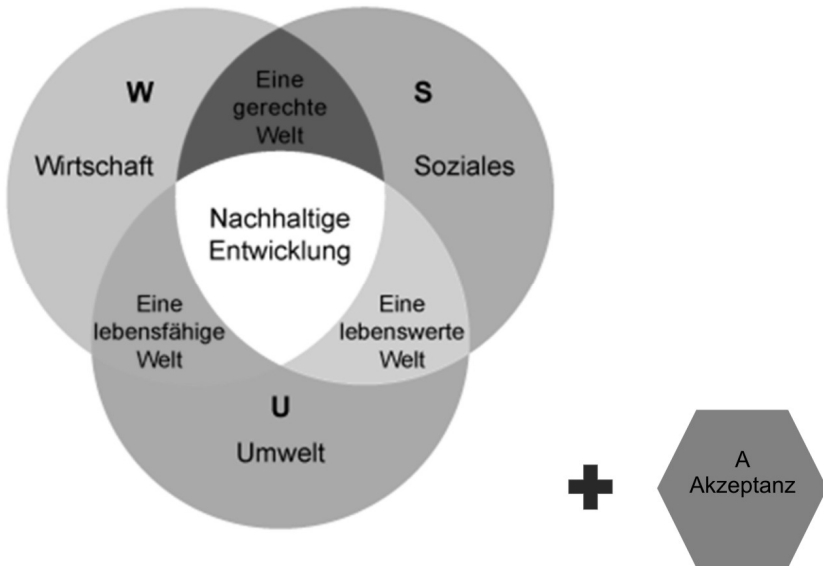 W
Wirtschaft
Eine
gerechte
Welt
S
Soziales
Nachhaltige
Entwicklung
Eine
lebensfähige
Welt
Eine
lebenswerte
Welt
U
Umwelt
A
Akzeptanz